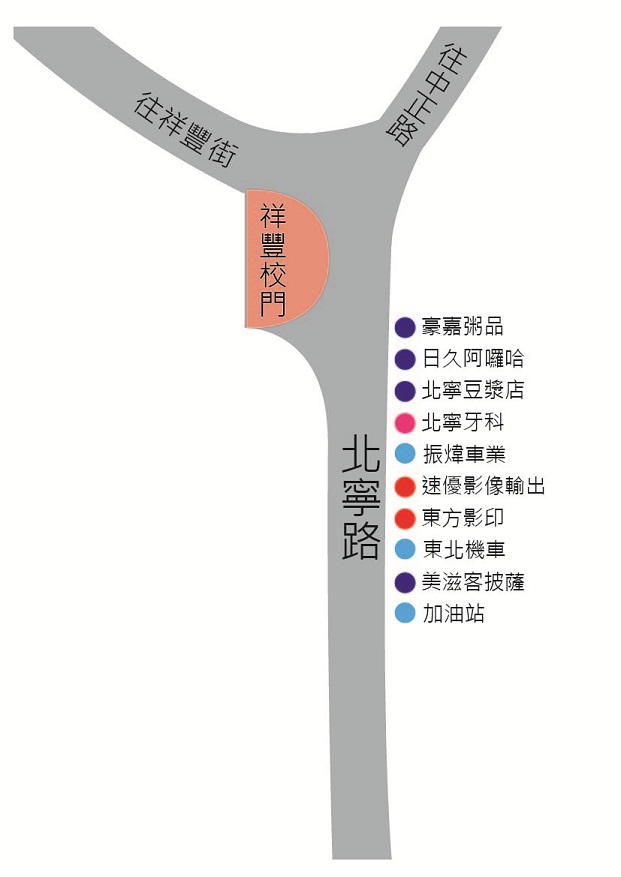 往祥豐街
往中正路
祥豐校門
豪嘉粥品
日久阿囉哈
北寧豆漿店
北寧牙科
振煒車業
速優影像輸出
東方影印
東北機車
美滋客披薩
加油站
北寧路